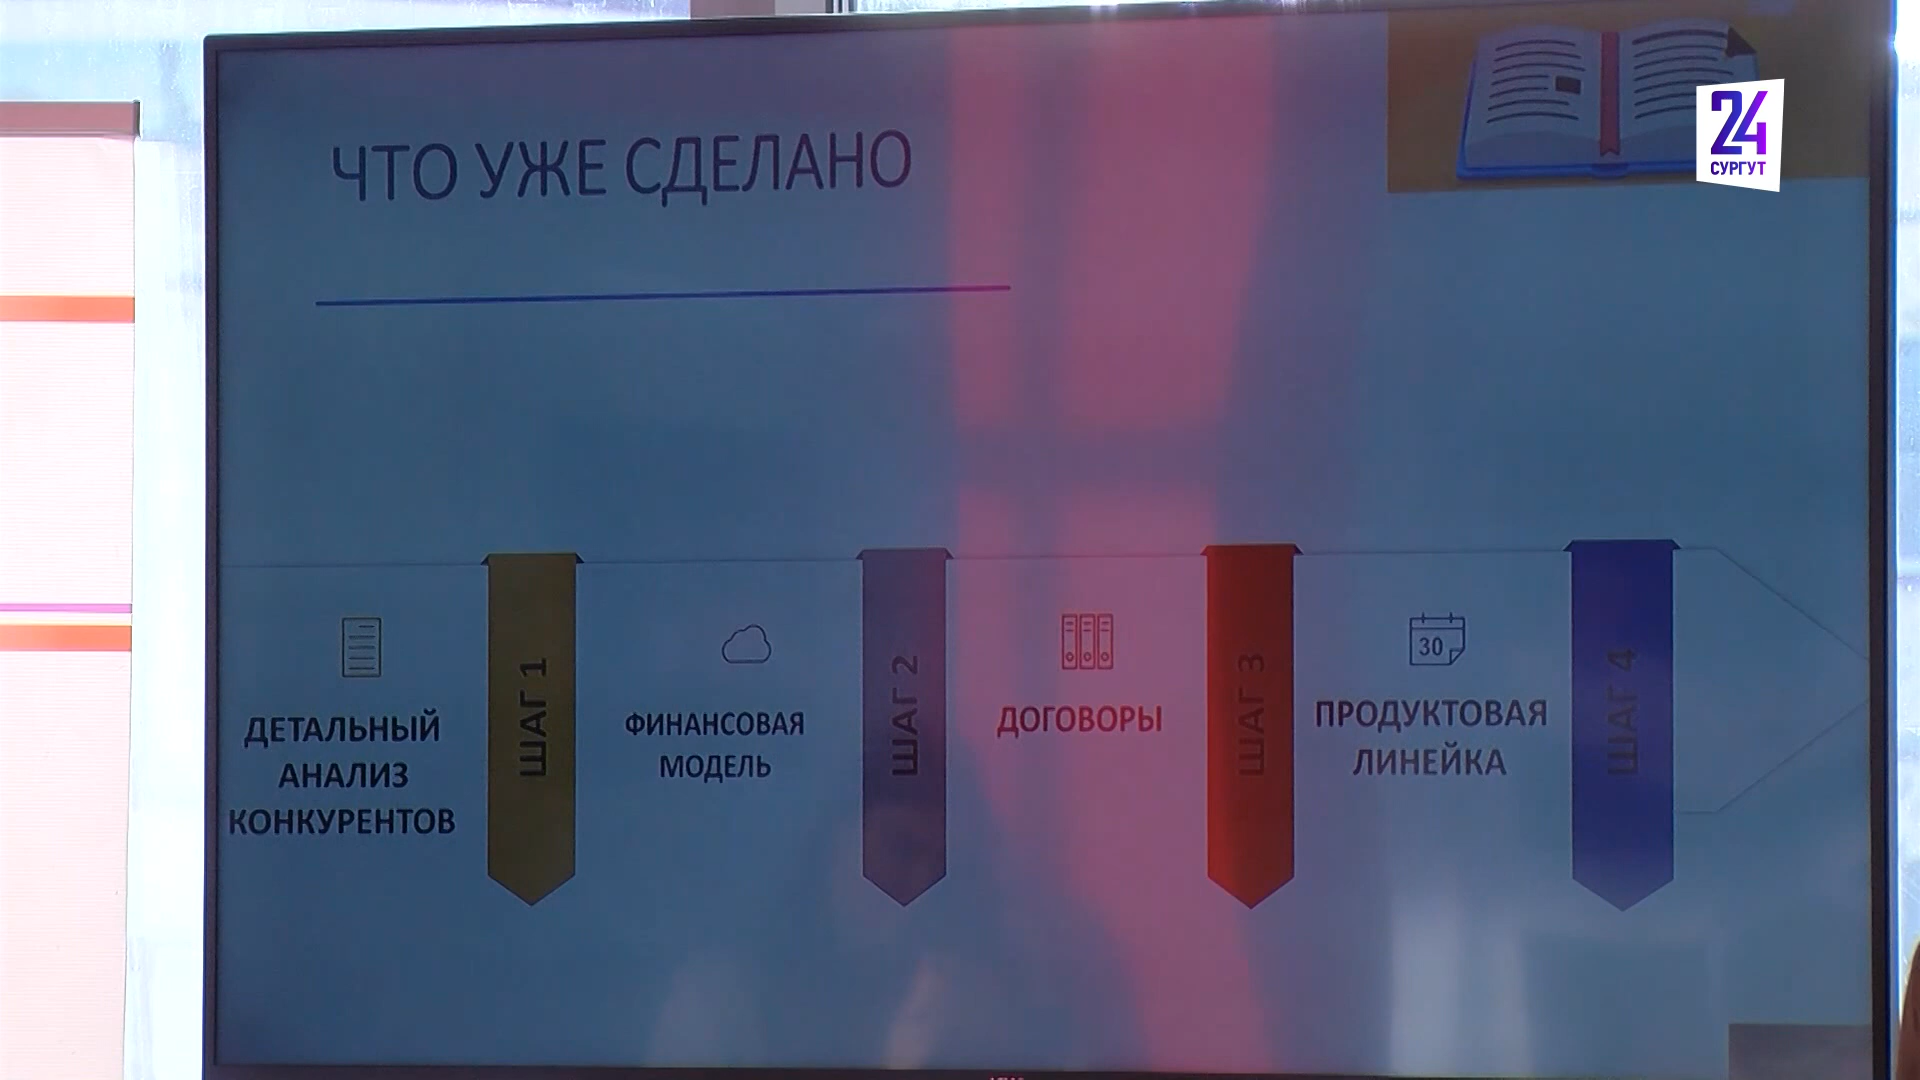 ЧТО УЖЕ СДЕЛАНО
24
СУРГУТ
ДЕТАЛЬНЫЙ
АНАЛИЗ
КОНКУРЕНТОВ
ШАГ 1
ФИНАНСОВАЯ
МОДЕЛЬ
ШАГ 2
ДОГОВОРЫ
ШАГ 3
30
ПРОДУКТОВАЯ
ЛИНЕЙКА
ШАГ 4